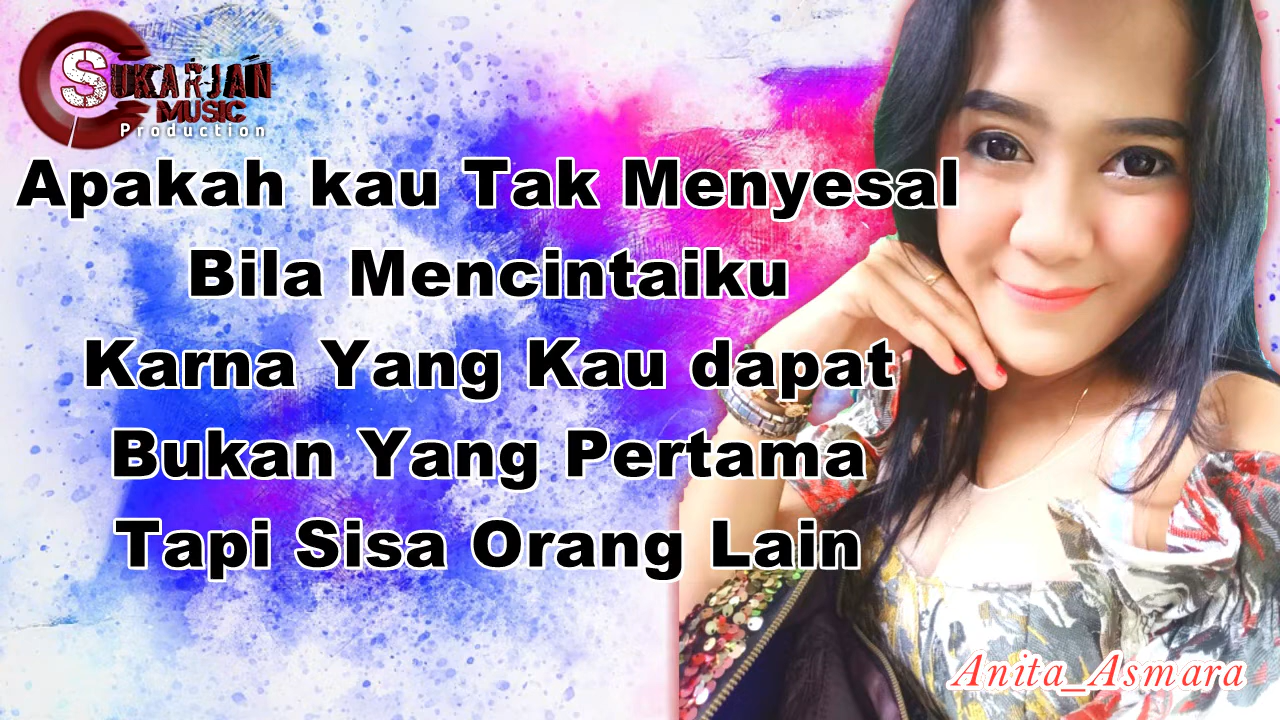 SUKARJAN
MUSIC
Production
Apakah kau Tak Menyesal
Bila Mencintaiku
Karna Yang Kau dapat
Bukan Yang Pertama
Tapi Sisa Orang Lain
Anita_Asmara